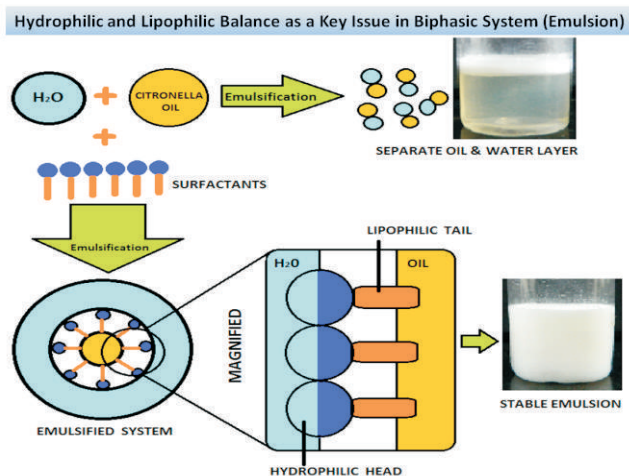 Hydrophilic and Lipophilic Balance as a Key Issue in Biphasic System (Emulsion)
H₂O
CITRONELLA
OIL
Emulsification
SEPARATE OIL & WATER LAYER
SURFACTANTS
Emulsification
LIPOPHILIC TAIL
H₂O
OIL
MAGNIFIED
STABLE EMULSION
EMULSIFIED SYSTEM
HYDROPHILIC HEAD